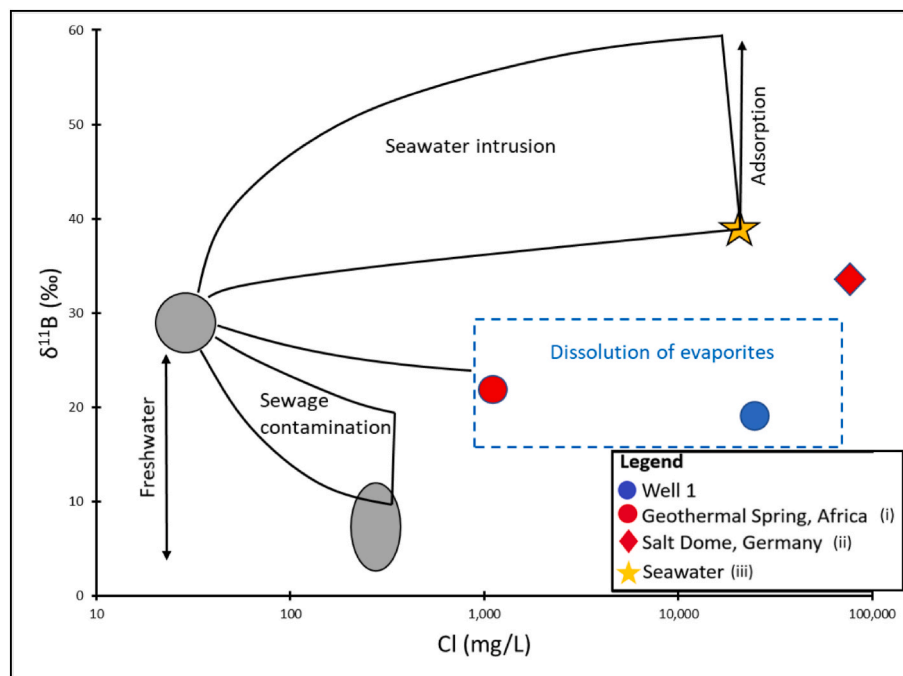 60
50
40
30
20
10
0
δ¹¹B (‰)
Seawater intrusion
Adsorption
Dissolution of evaporites
Sewage
contamination
Freshwater
Legend
Well 1
Geothermal Spring, Africa (i)
Salt Dome, Germany (ii)
Seawater (iii)
10
100
1,000
10,000
100,000
Cl (mg/L)